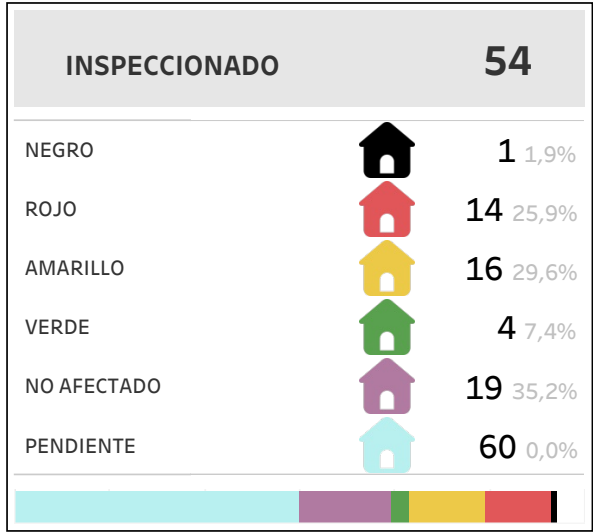 INSPECCIONADO 54
NEGRO 1 1,9%
ROJO 14 25,9%
AMARILLO 16 29,6%
VERDE 4 7,4%
NO AFECTADO 19 35,2%
PENDIENTE 60 0,0%